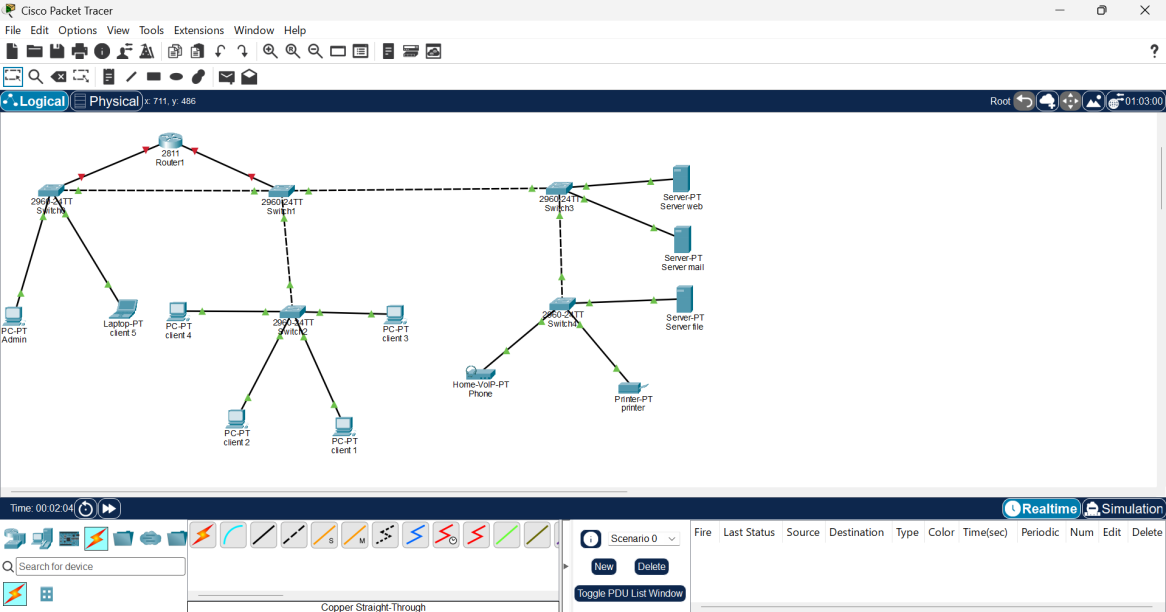 Cisco Packet Tracer
File Edit Options View Tools Extensions Window Help
?
Logical Physical x: 711, y: 486 Root 01:03:00
2811
Router1
2960-24TT
Switch1
2960-24TT
Switch3
Server-PT
Server web
Server-PT
Server mail
PC-PT
Admin
Laptop-PT
client 5
PC-PT
client 4
2960-24TT
Switch2
PC-PT
client 3
2960-24TT
Switch4
Server-PT
Server file
Home-VoIP-PT
Phone
Printer-PT
printer
PC-PT
client 2
PC-PT
client 1
Time: 00:02:04 Realtime Simulation
S M
Search for device
Copper Straight-Through
Scenario 0
New Delete
Toggle PDU List Window
Fire Last Status Source Destination Type Color Time(sec) Periodic Num Edit Delete